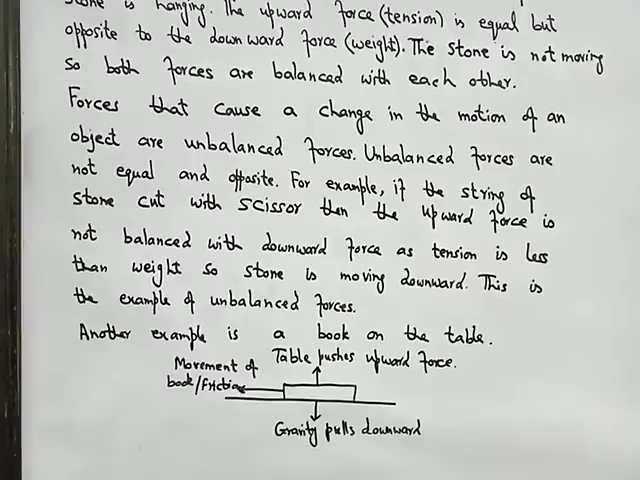 stone is hanging. The upward force (tension) is equal but
opposite to the downward force (weight). The stone is not moving
so both forces are balanced with each other.
Forces that cause a change in the motion of an
object are unbalanced forces. Unbalanced forces are
not equal and opposite. For example, if the string of
stone cut with scissor then the upward force is
not balanced with downward force as tension is less
than weight so stone is moving downward. This is
the example of unbalanced forces.
Another example is a book on the table.
Movement of
book/Friction
Table pushes upward force.
Gravity pulls downward